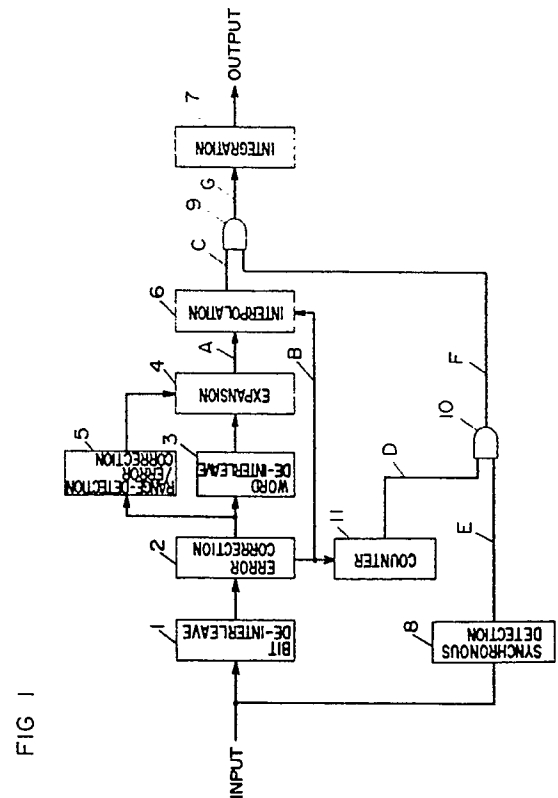 FIG 1
INPUT
1
BIT
DE-INTERLEAVE
2
ERROR
CORRECTION
3
WORD
DE-INTERLEAVE
5
RANGE-DETECTION
/ERROR
CORRECTION
4
EXPANSION
A
6
INTERPOLATION
B
C
9
G
7
INTEGRATION
OUTPUT
11
COUNTER
D
8
SYNCHRONOUS
DETECTION
E
10
F